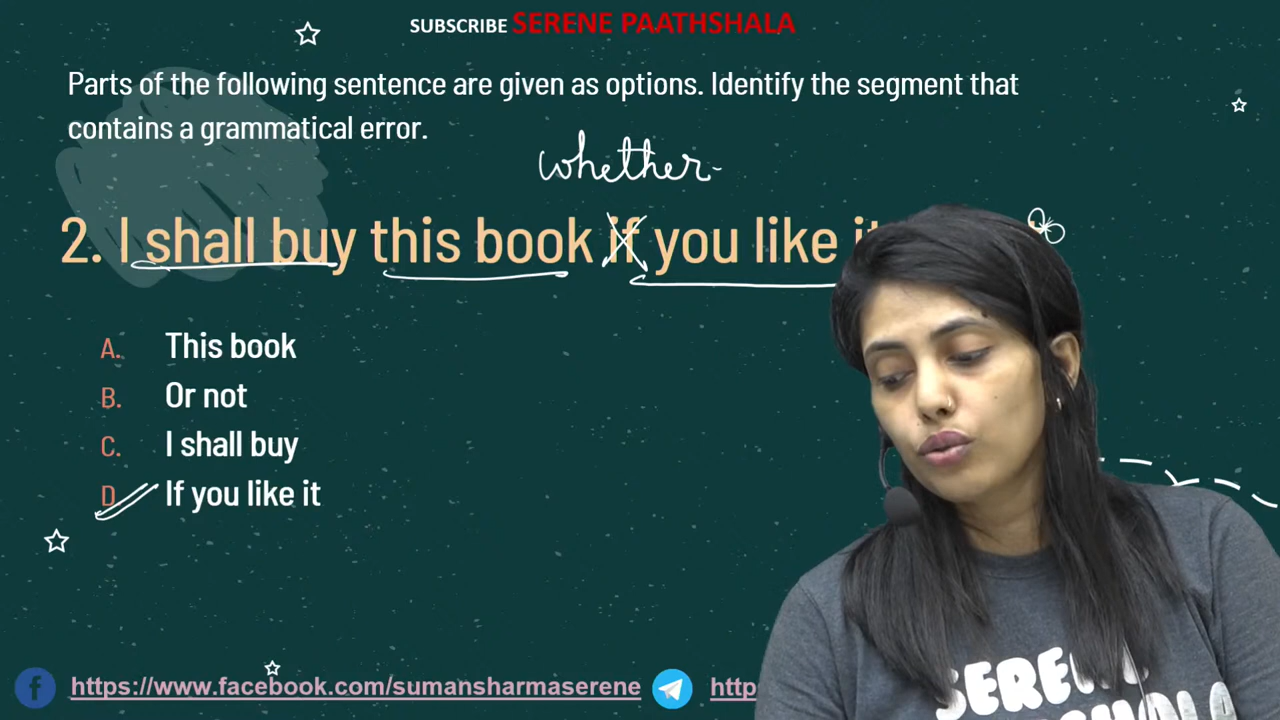 SUBSCRIBE SERENE PAATHSHALA
Parts of the following sentence are given as options. Identify the segment that
contains a grammatical error.
whether
2. I shall buy this book if you like it
A. This book
B. Or not
C. I shall buy
D. If you like it
SERENE
https://www.facebook.com/sumansharmaserene